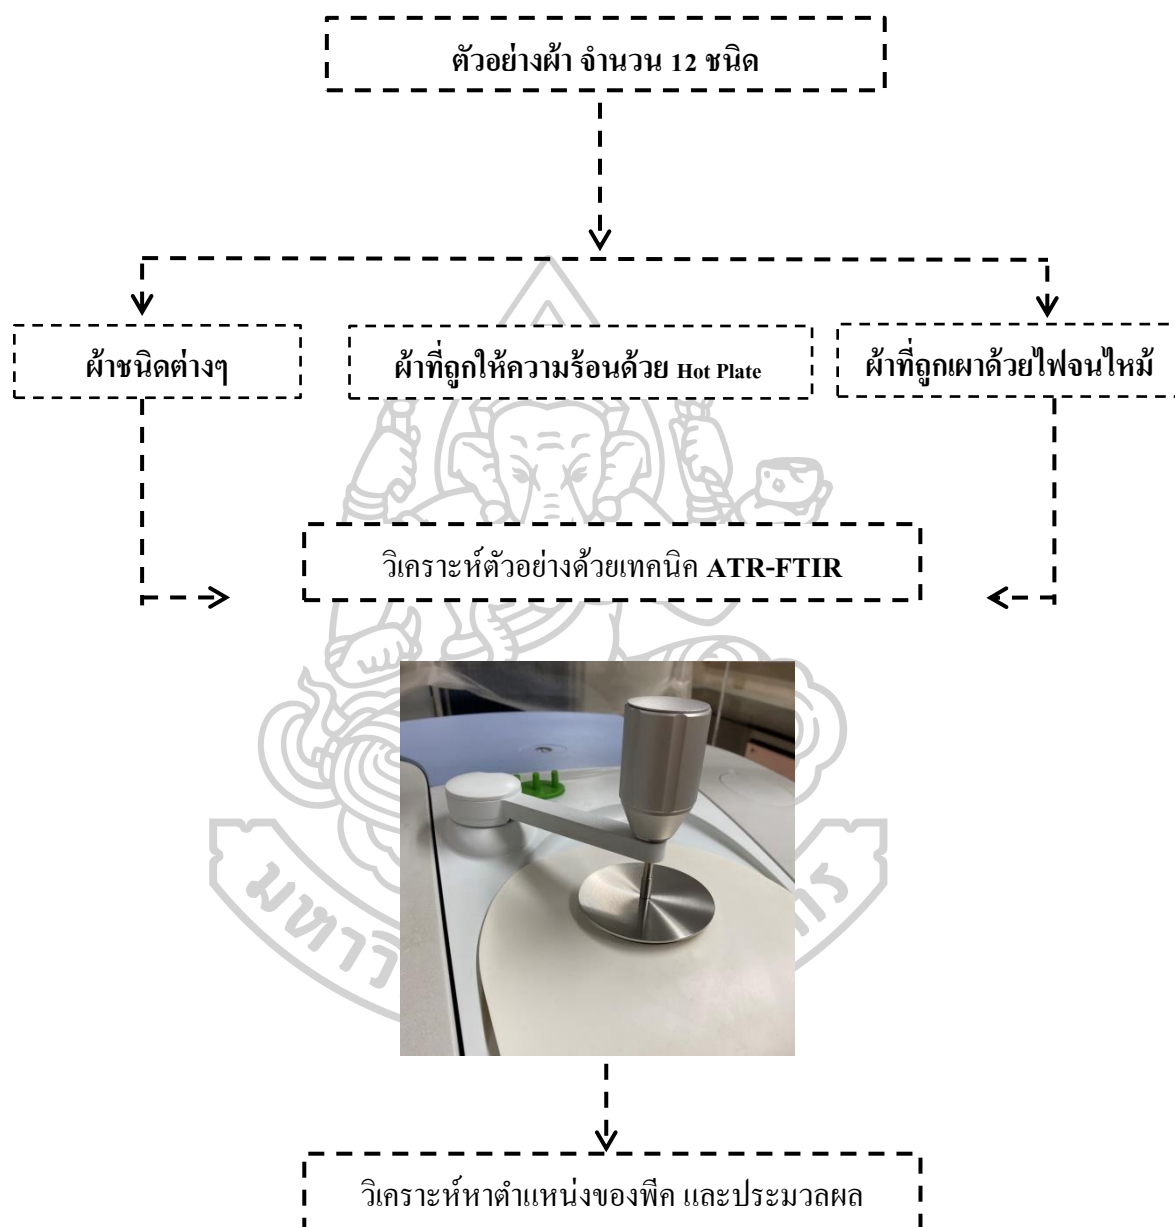 ตัวอย่างผ้า จำนวน 12 ชนิด
ผ้าชนิดต่างๆ
ผ้าที่ถูกให้ความร้อนด้วย Hot Plate
ผ้าที่ถูกเผาด้วยไฟจนไหม้
วิเคราะห์ตัวอย่างด้วยเทคนิค ATR-FTIR
วิเคราะห์หาตำแหน่งของพีค และประมวลผล